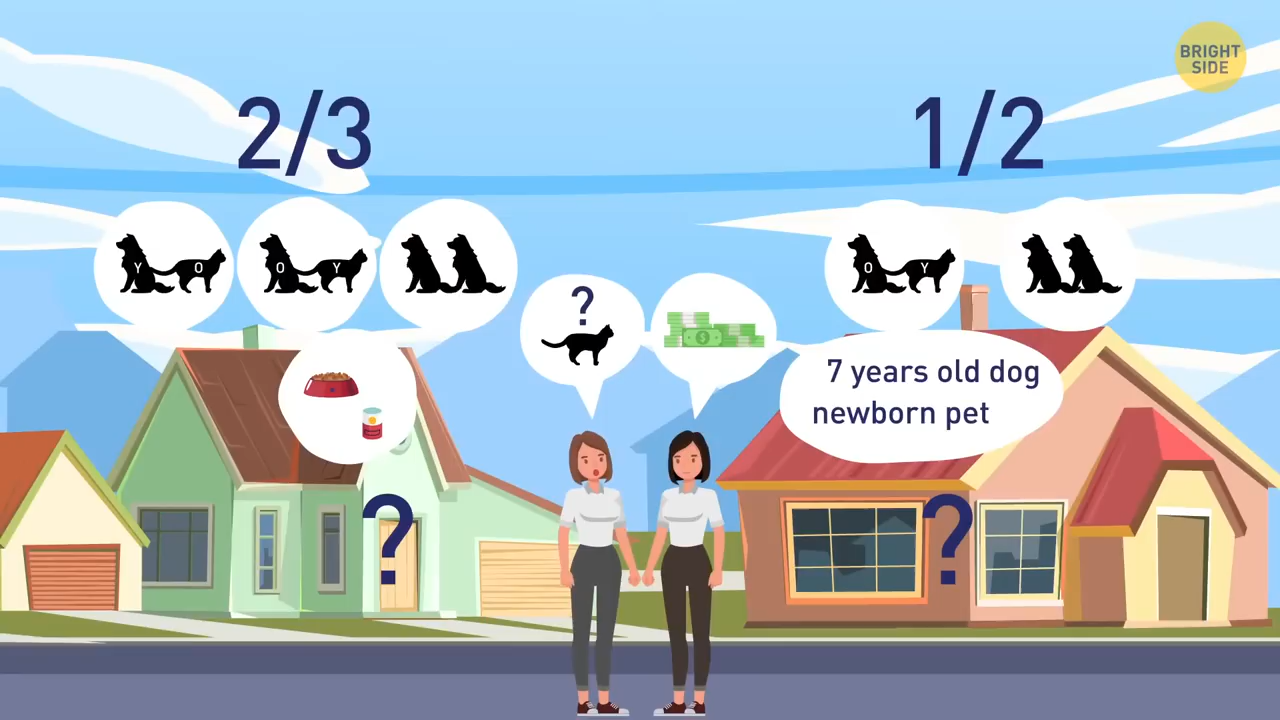 BRIGHT
SIDE
2/3
1/2
Y O
O Y
O Y
?
7 years old dog
newborn pet
$
?
?